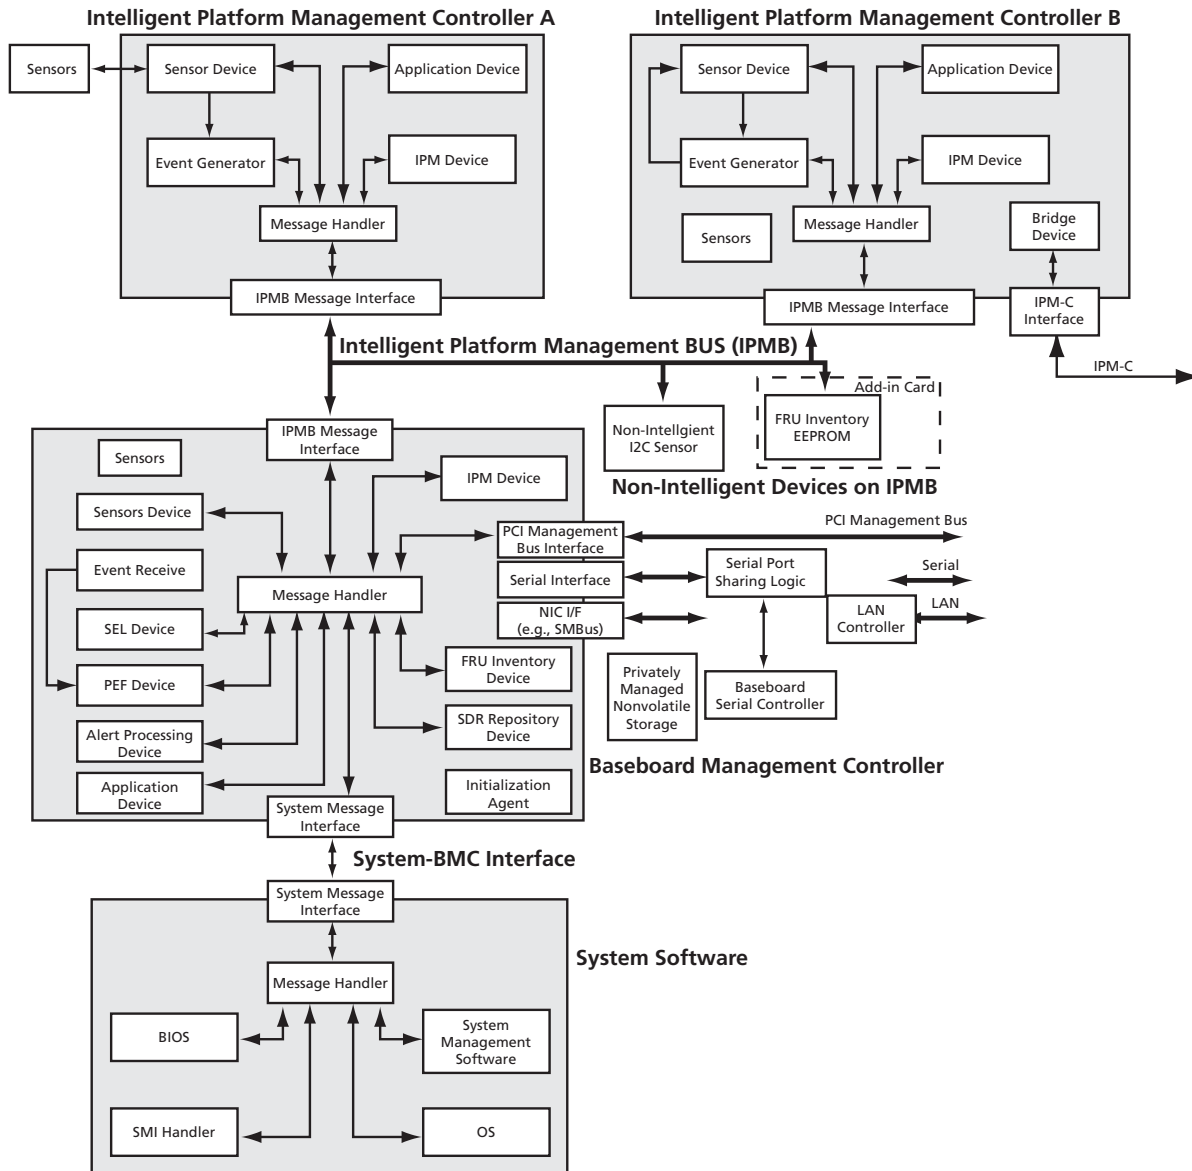 Intelligent Platform Management Controller A
Intelligent Platform Management Controller B
Sensors
Sensor Device
Application Device
Event Generator
IPM Device
Message Handler
IPMB Message Interface
Sensor Device
Application Device
Event Generator
IPM Device
Sensors
Message Handler
Bridge
Device
IPMB Message Interface
IPM-C
Interface
IPM-C
Intelligent Platform Management BUS (IPMB)
Add-in Card
Non-Intellgient
I2C Sensor
FRU Inventory
EEPROM
Non-Intelligent Devices on IPMB
IPMB Message
Interface
Sensors
IPM Device
Sensors Device
PCI Management
Bus Interface
PCI Management Bus
Event Receive
Message Handler
Serial Interface
Serial Port
Sharing Logic
Serial
SEL Device
NIC I/F
(e.g., SMBus)
LAN
Controller
LAN
PEF Device
FRU Inventory
Device
Privately
Managed
Nonvolatile
Storage
Baseboard
Serial Controller
Alert Processing
Device
SDR Repository
Device
Baseboard Management Controller
Application
Device
Initialization
Agent
System Message
Interface
System-BMC Interface
System Message
Interface
System Software
Message Handler
BIOS
System
Management
Software
SMI Handler
OS